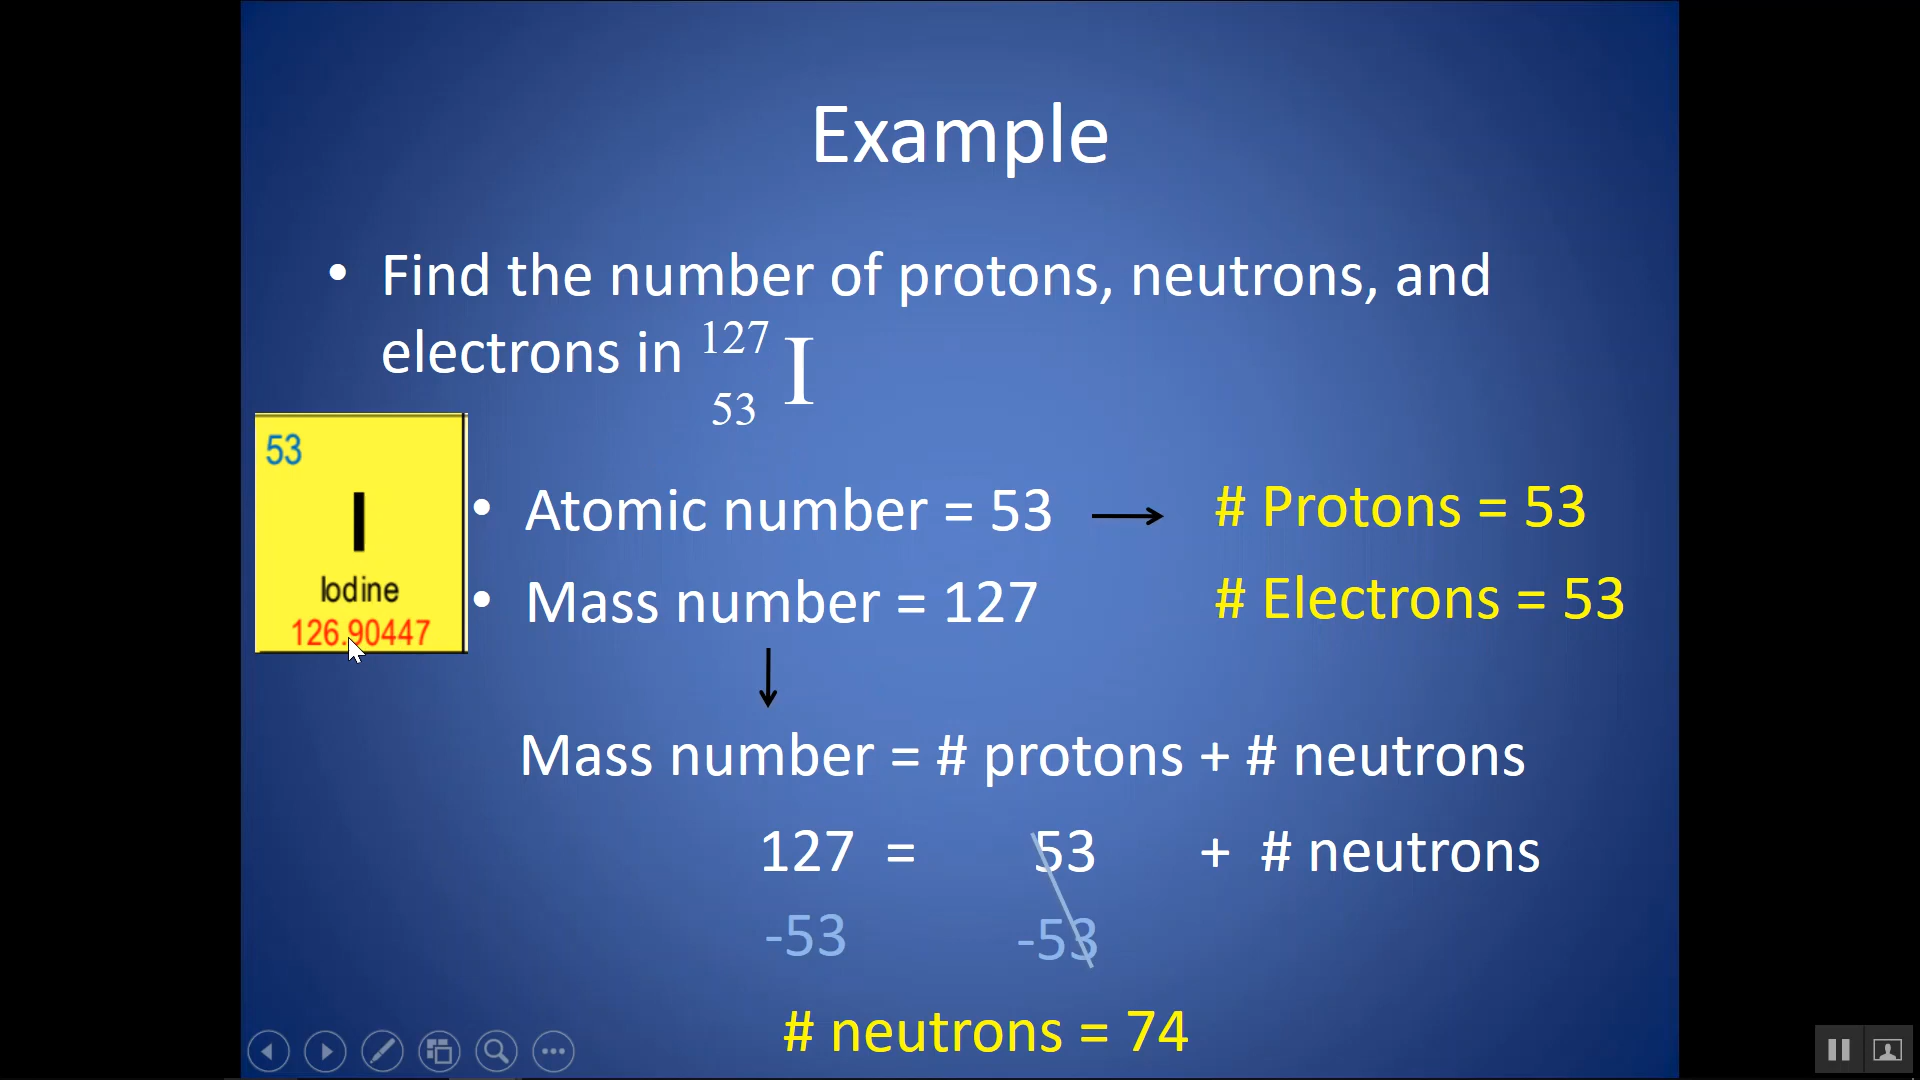 Example
• Find the number of protons, neutrons, and
electrons in 127 53 I
53
I
Iodine
126.90447
• Atomic number = 53 → # Protons = 53
• Mass number = 127 # Electrons = 53
↓
Mass number = # protons + # neutrons
127 = 53 + # neutrons
-53 -53
# neutrons = 74